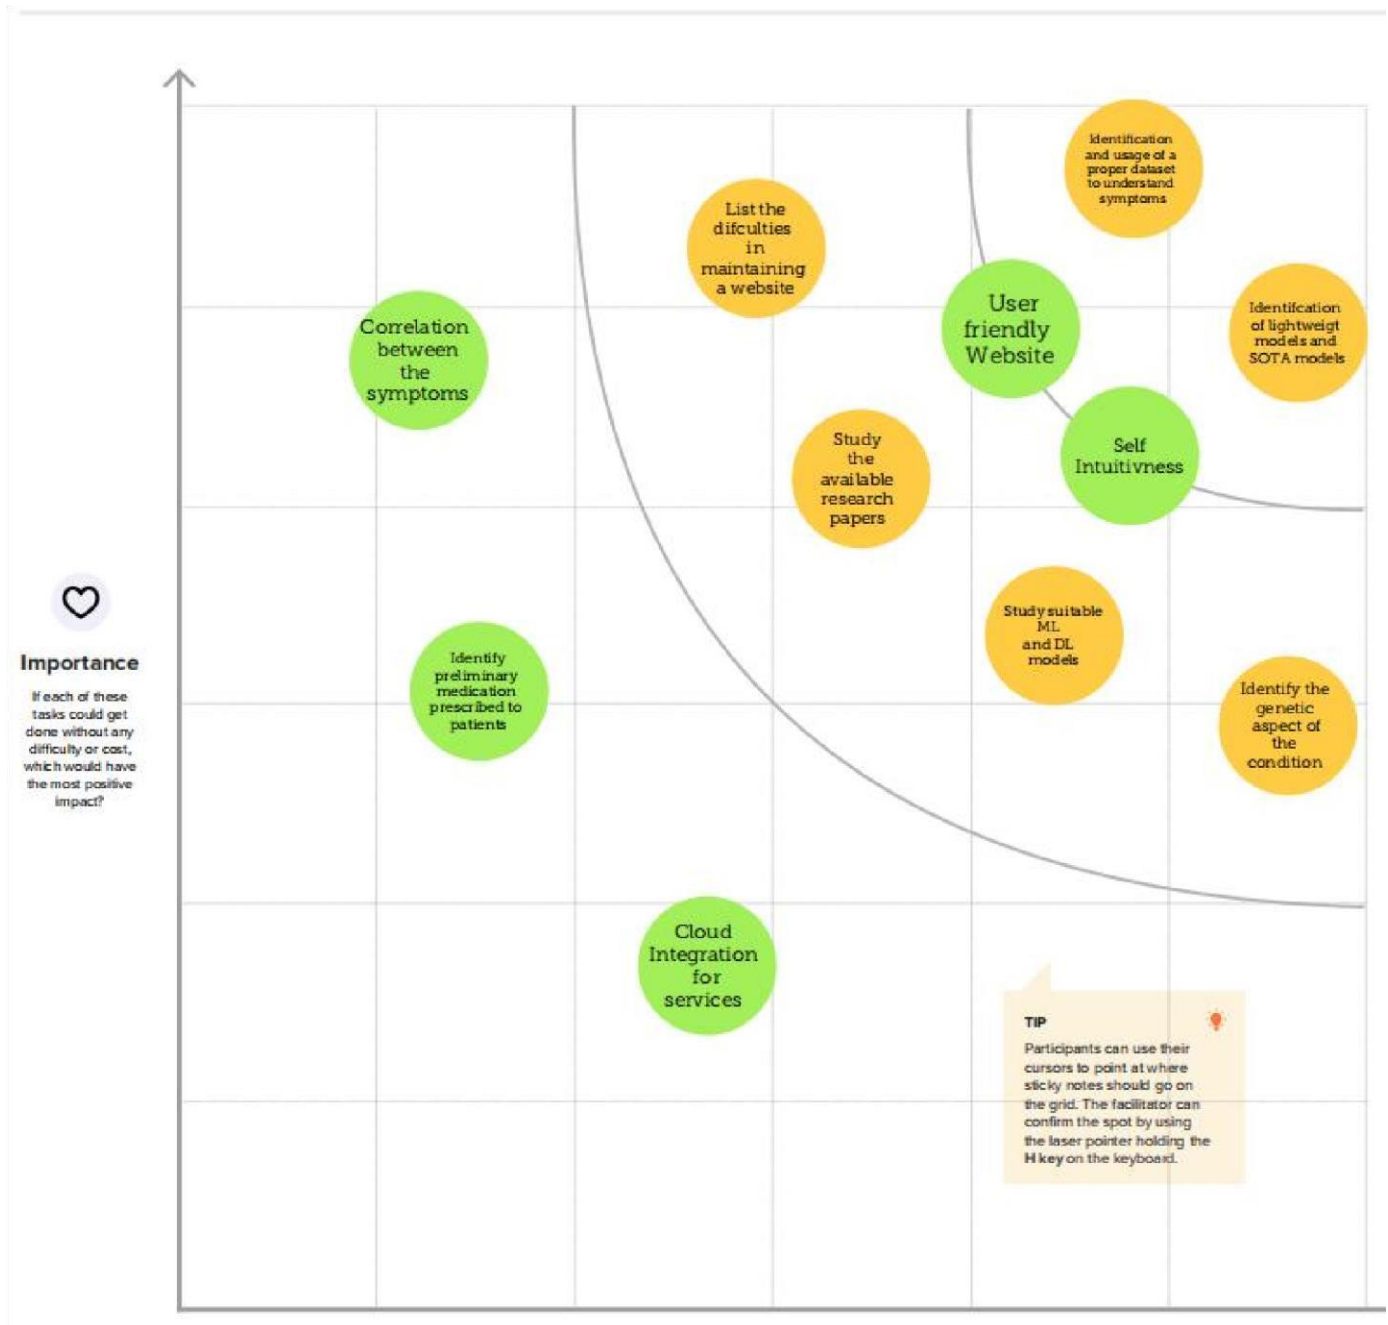 Identification
and usage of a
proper dataset
to understand
symptoms
List the
difculties
in
maintaining
a website
User
friendly
Website
Identifcation
of lightweigt
models and
SOTA models
Correlation
between
the
symptoms
Study
the
available
research
papers
Self
Intuitivness
Importance
If each of these
tasks could get
done without any
difficulty or cost,
which would have
the most positive
impact?
Identify
preliminary
medication
prescribed to
patients
Study suitable
ML
and DL
models
Identify the
genetic
aspect of
the
condition
Cloud
Integration
for
services
TIP
Participants can use their
cursors to point at where
sticky notes should go on
the grid. The facilitator can
confirm the spot by using
the laser pointer holding the
H key on the keyboard.